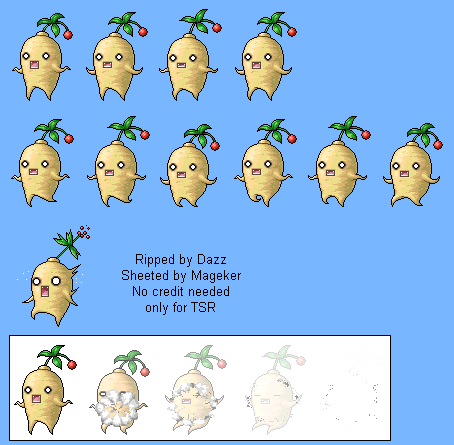 Ripped by Dazz
Sheeted by Mageker
No credit needed
only for TSR